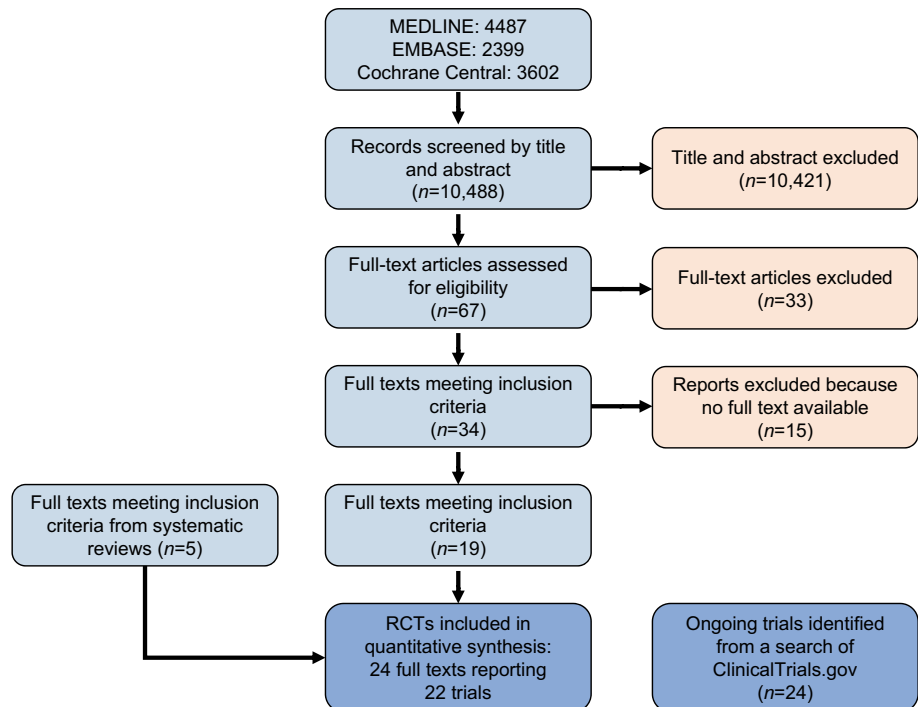 MEDLINE: 4487
EMBASE: 2399
Cochrane Central: 3602
Records screened by title
and abstract
(n=10,488)
Title and abstract excluded
(n=10,421)
Full-text articles assessed
for eligibility
(n=67)
Full-text articles excluded
(n=33)
Full texts meeting inclusion
criteria
(n=34)
Reports excluded because
no full text available
(n=15)
Full texts meeting inclusion
criteria from systematic
reviews (n=5)
Full texts meeting inclusion
criteria
(n=19)
RCTs included in
quantitative synthesis:
24 full texts reporting
22 trials
Ongoing trials identified
from a search of
ClinicalTrials.gov
(n=24)